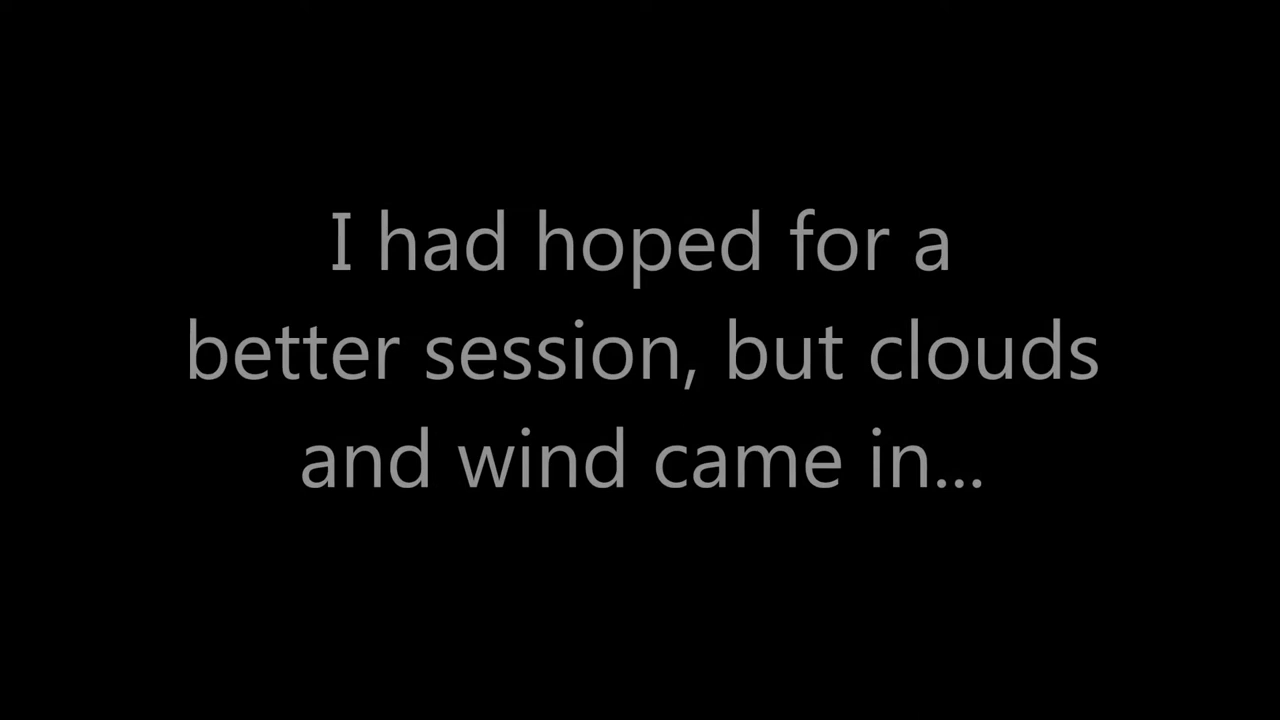 I had hoped for a
better session, but clouds
and wind came in...